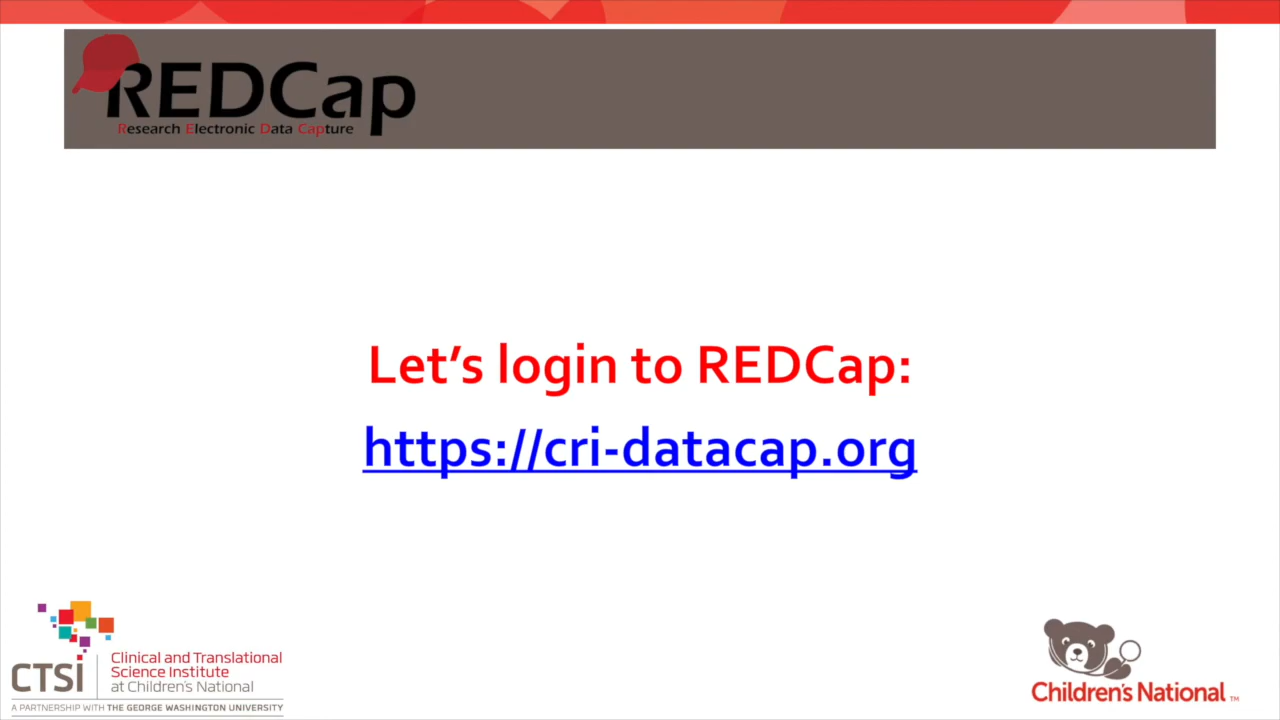 REDCap
Research Electronic Data Capture
Let's login to REDCap:
https://cri-datacap.org
CTSi
Clinical and Translational
Science Institute
at Children's National
A PARTNERSHIP WITH THE GEORGE WASHINGTON UNIVERSITY
Children's National ™